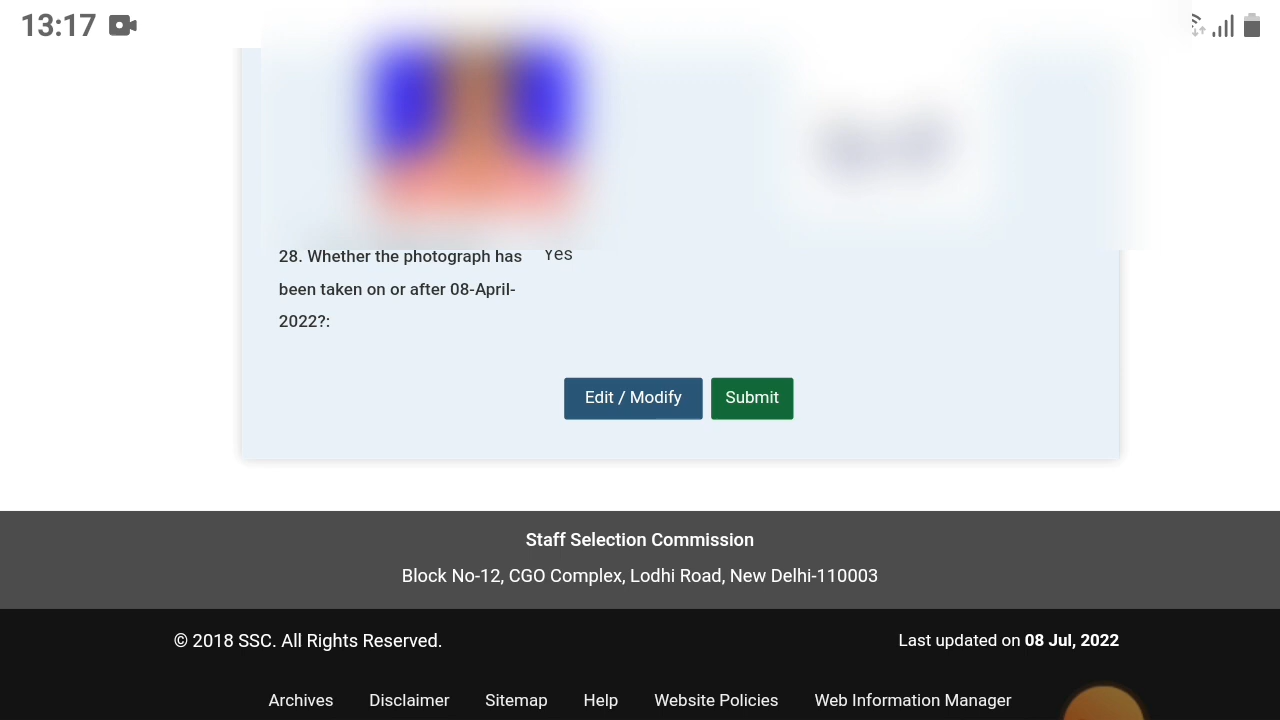 13:17
28. Whether the photograph has Yes
been taken on or after 08-April-
2022?:
Edit / Modify Submit
Staff Selection Commission
Block No-12, CGO Complex, Lodhi Road, New Delhi-110003
© 2018 SSC. All Rights Reserved. Last updated on 08 Jul, 2022
Archives Disclaimer Sitemap Help Website Policies Web Information Manager